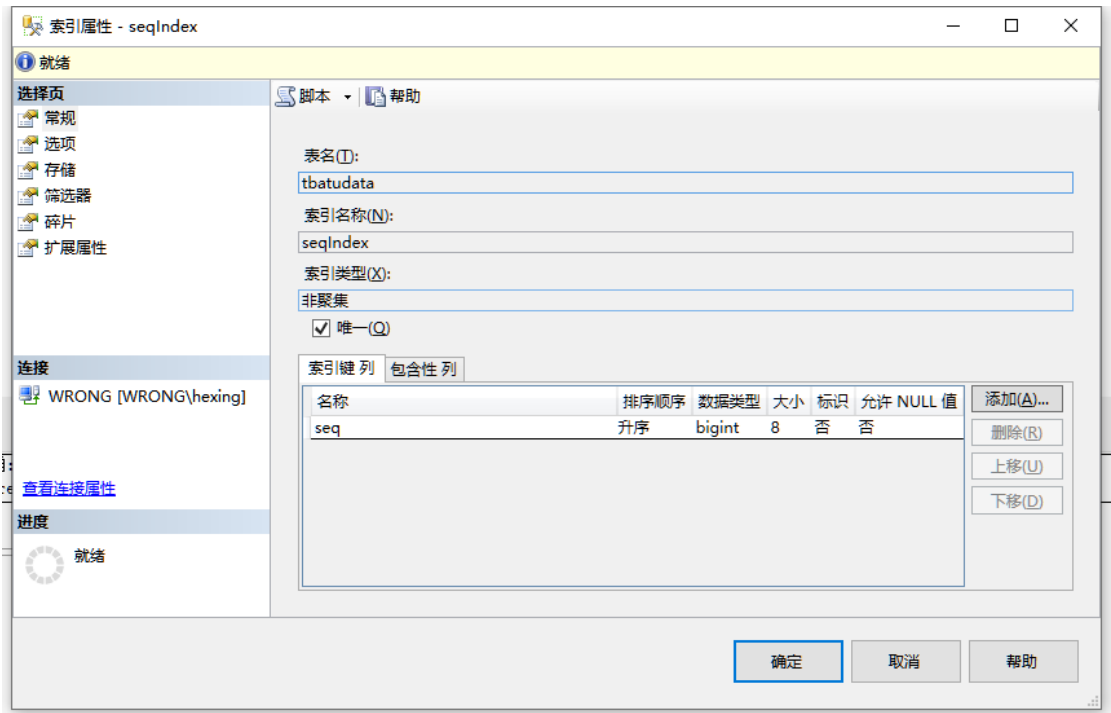 索引属性 - seqIndex
就绪
选择页
常规
选项
存储
筛选器
碎片
扩展属性
连接
WRONG [WRONG\hexing]
查看连接属性
进度
就绪
脚本 帮助
表名(T):
tbatudata
索引名称(N):
seqIndex
索引类型(X):
非聚集
唯一(Q)
索引键 列 包含性 列
名称 排序顺序 数据类型 大小 标识 允许 NULL 值
seq 升序 bigint 8 否 否
添加(A)...
删除(R)
上移(U)
下移(D)
确定 取消 帮助